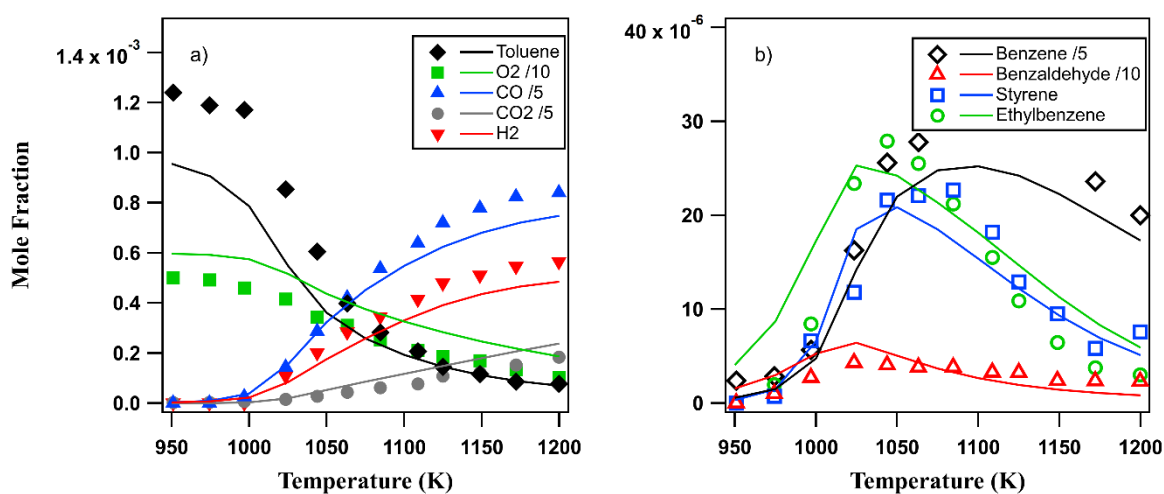 1.4 x 10-3
a)
Toluene
O2 /10
CO /5
CO2 /5
H2
1.2
1.0
0.8
0.6
0.4
0.2
0.0
Mole Fraction
950 1000 1050 1100 1150 1200
Temperature (K)
40 x 10-6
b)
Benzene /5
Benzaldehyde /10
Styrene
Ethylbenzene
30
20
10
0
950 1000 1050 1100 1150 1200
Temperature (K)